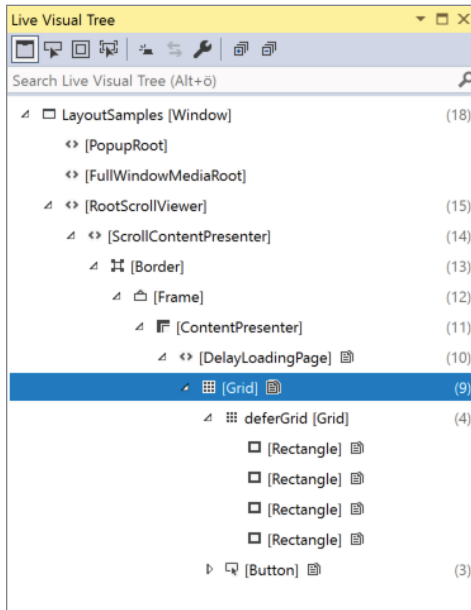 Live Visual Tree
Search Live Visual Tree (Alt+ö)
LayoutSamples [Window] (18)
[PopupRoot]
[FullWindowMediaRoot]
[RootScrollViewer] (15)
[ScrollContentPresenter] (14)
[Border] (13)
[Frame] (12)
[ContentPresenter] (11)
[DelayLoadingPage] (10)
[Grid] (9)
deferGrid [Grid] (4)
[Rectangle]
[Rectangle]
[Rectangle]
[Rectangle]
[Button] (3)